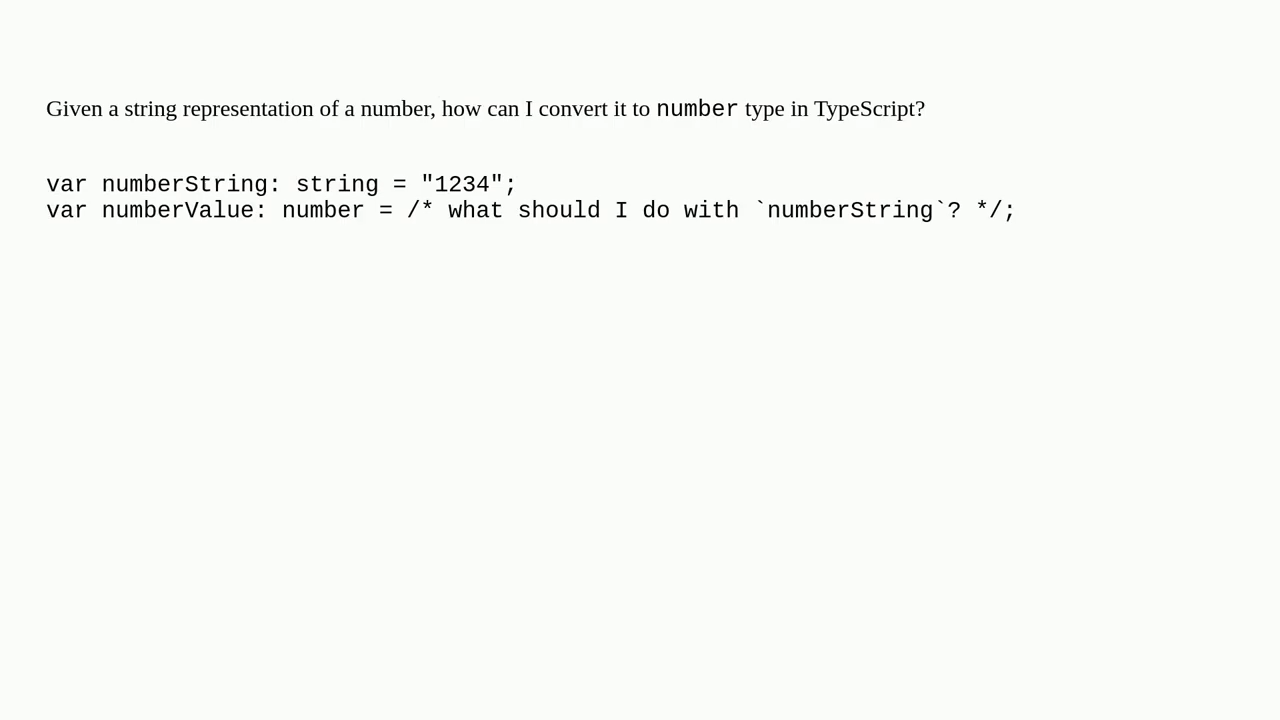 Given a string representation of a number, how can I convert it to number type in TypeScript?
var numberString: string = "1234";
var numberValue: number = /* what should I do with `numberString`? */;